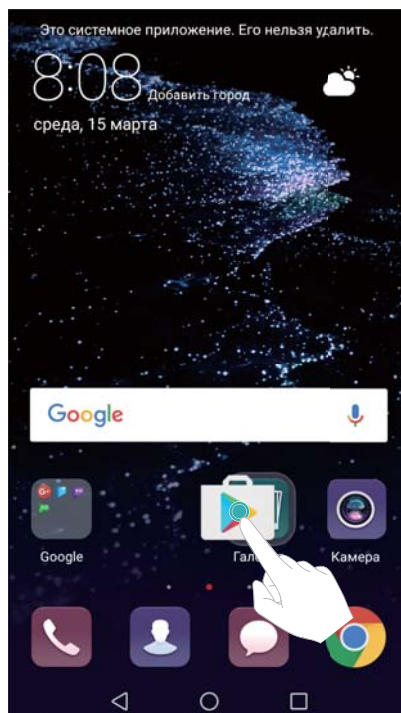 Это системное приложение. Его нельзя удалить.
8:08
Добавить город
среда, 15 марта
Google
Google
Камера